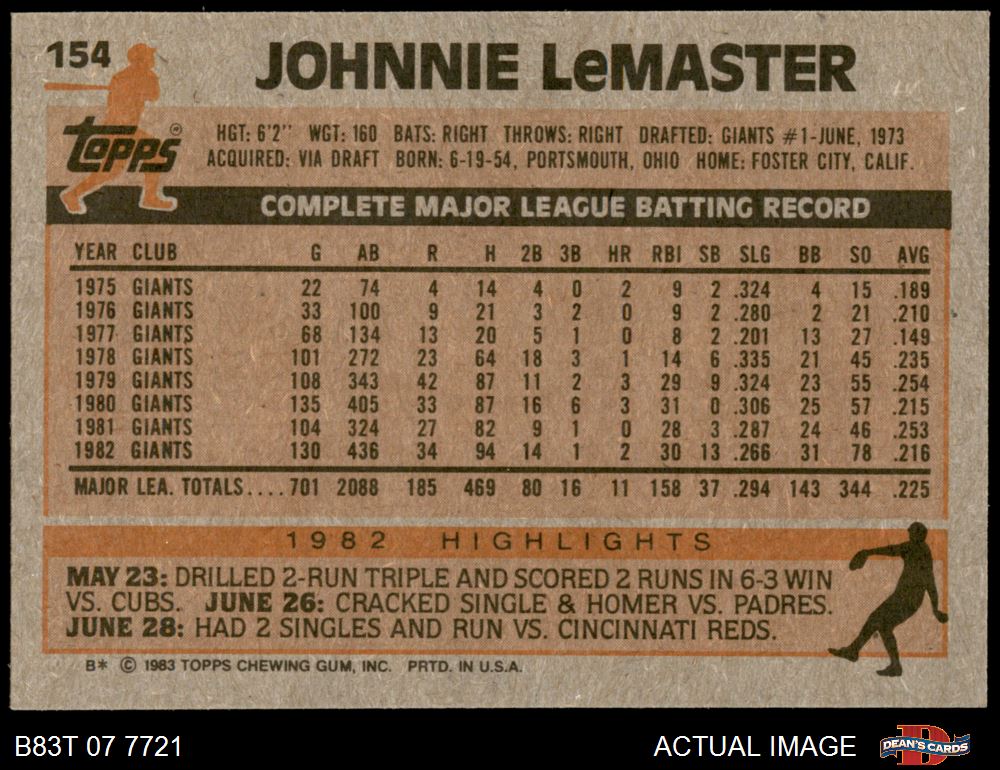 154 JOHNNIE LeMASTER
Topps®
HGT: 6'2" WGT: 160 BATS: RIGHT THROWS: RIGHT DRAFTED: GIANTS #1-JUNE, 1973
ACQUIRED: VIA DRAFT BORN: 6-19-54, PORTSMOUTH, OHIO HOME: FOSTER CITY, CALIF.
COMPLETE MAJOR LEAGUE BATTING RECORD
YEAR CLUB G AB R H 2B 3B HR RBI SB SLG BB SO AVG
1975 GIANTS 22 74 4 14 4 0 2 9 2 .324 4 15 .189
1976 GIANTS 33 100 9 21 3 2 0 9 2 .280 2 21 .210
1977 GIANTS 68 134 13 20 5 1 0 8 2 .201 13 27 .149
1978 GIANTS 101 272 23 64 18 3 1 14 6 .335 21 45 .235
1979 GIANTS 108 343 42 87 11 2 3 29 9 .324 23 55 .254
1980 GIANTS 135 405 33 87 16 6 3 31 0 .306 25 57 .215
1981 GIANTS 104 324 27 82 9 1 0 28 3 .287 24 46 .253
1982 GIANTS 130 436 34 94 14 1 2 30 13 .266 31 78 .216
MAJOR LEA. TOTALS.... 701 2088 185 469 80 16 11 158 37 .294 143 344 .225
1982 HIGHLIGHTS
MAY 23: DRILLED 2-RUN TRIPLE AND SCORED 2 RUNS IN 6-3 WIN
VS. CUBS. JUNE 26: CRACKED SINGLE & HOMER VS. PADRES.
JUNE 28: HAD 2 SINGLES AND RUN VS. CINCINNATI REDS.
B* © 1983 TOPPS CHEWING GUM, INC. PRTD. IN U.S.A.
B83T 07 7721 ACTUAL IMAGE D DEAN'S CARDS